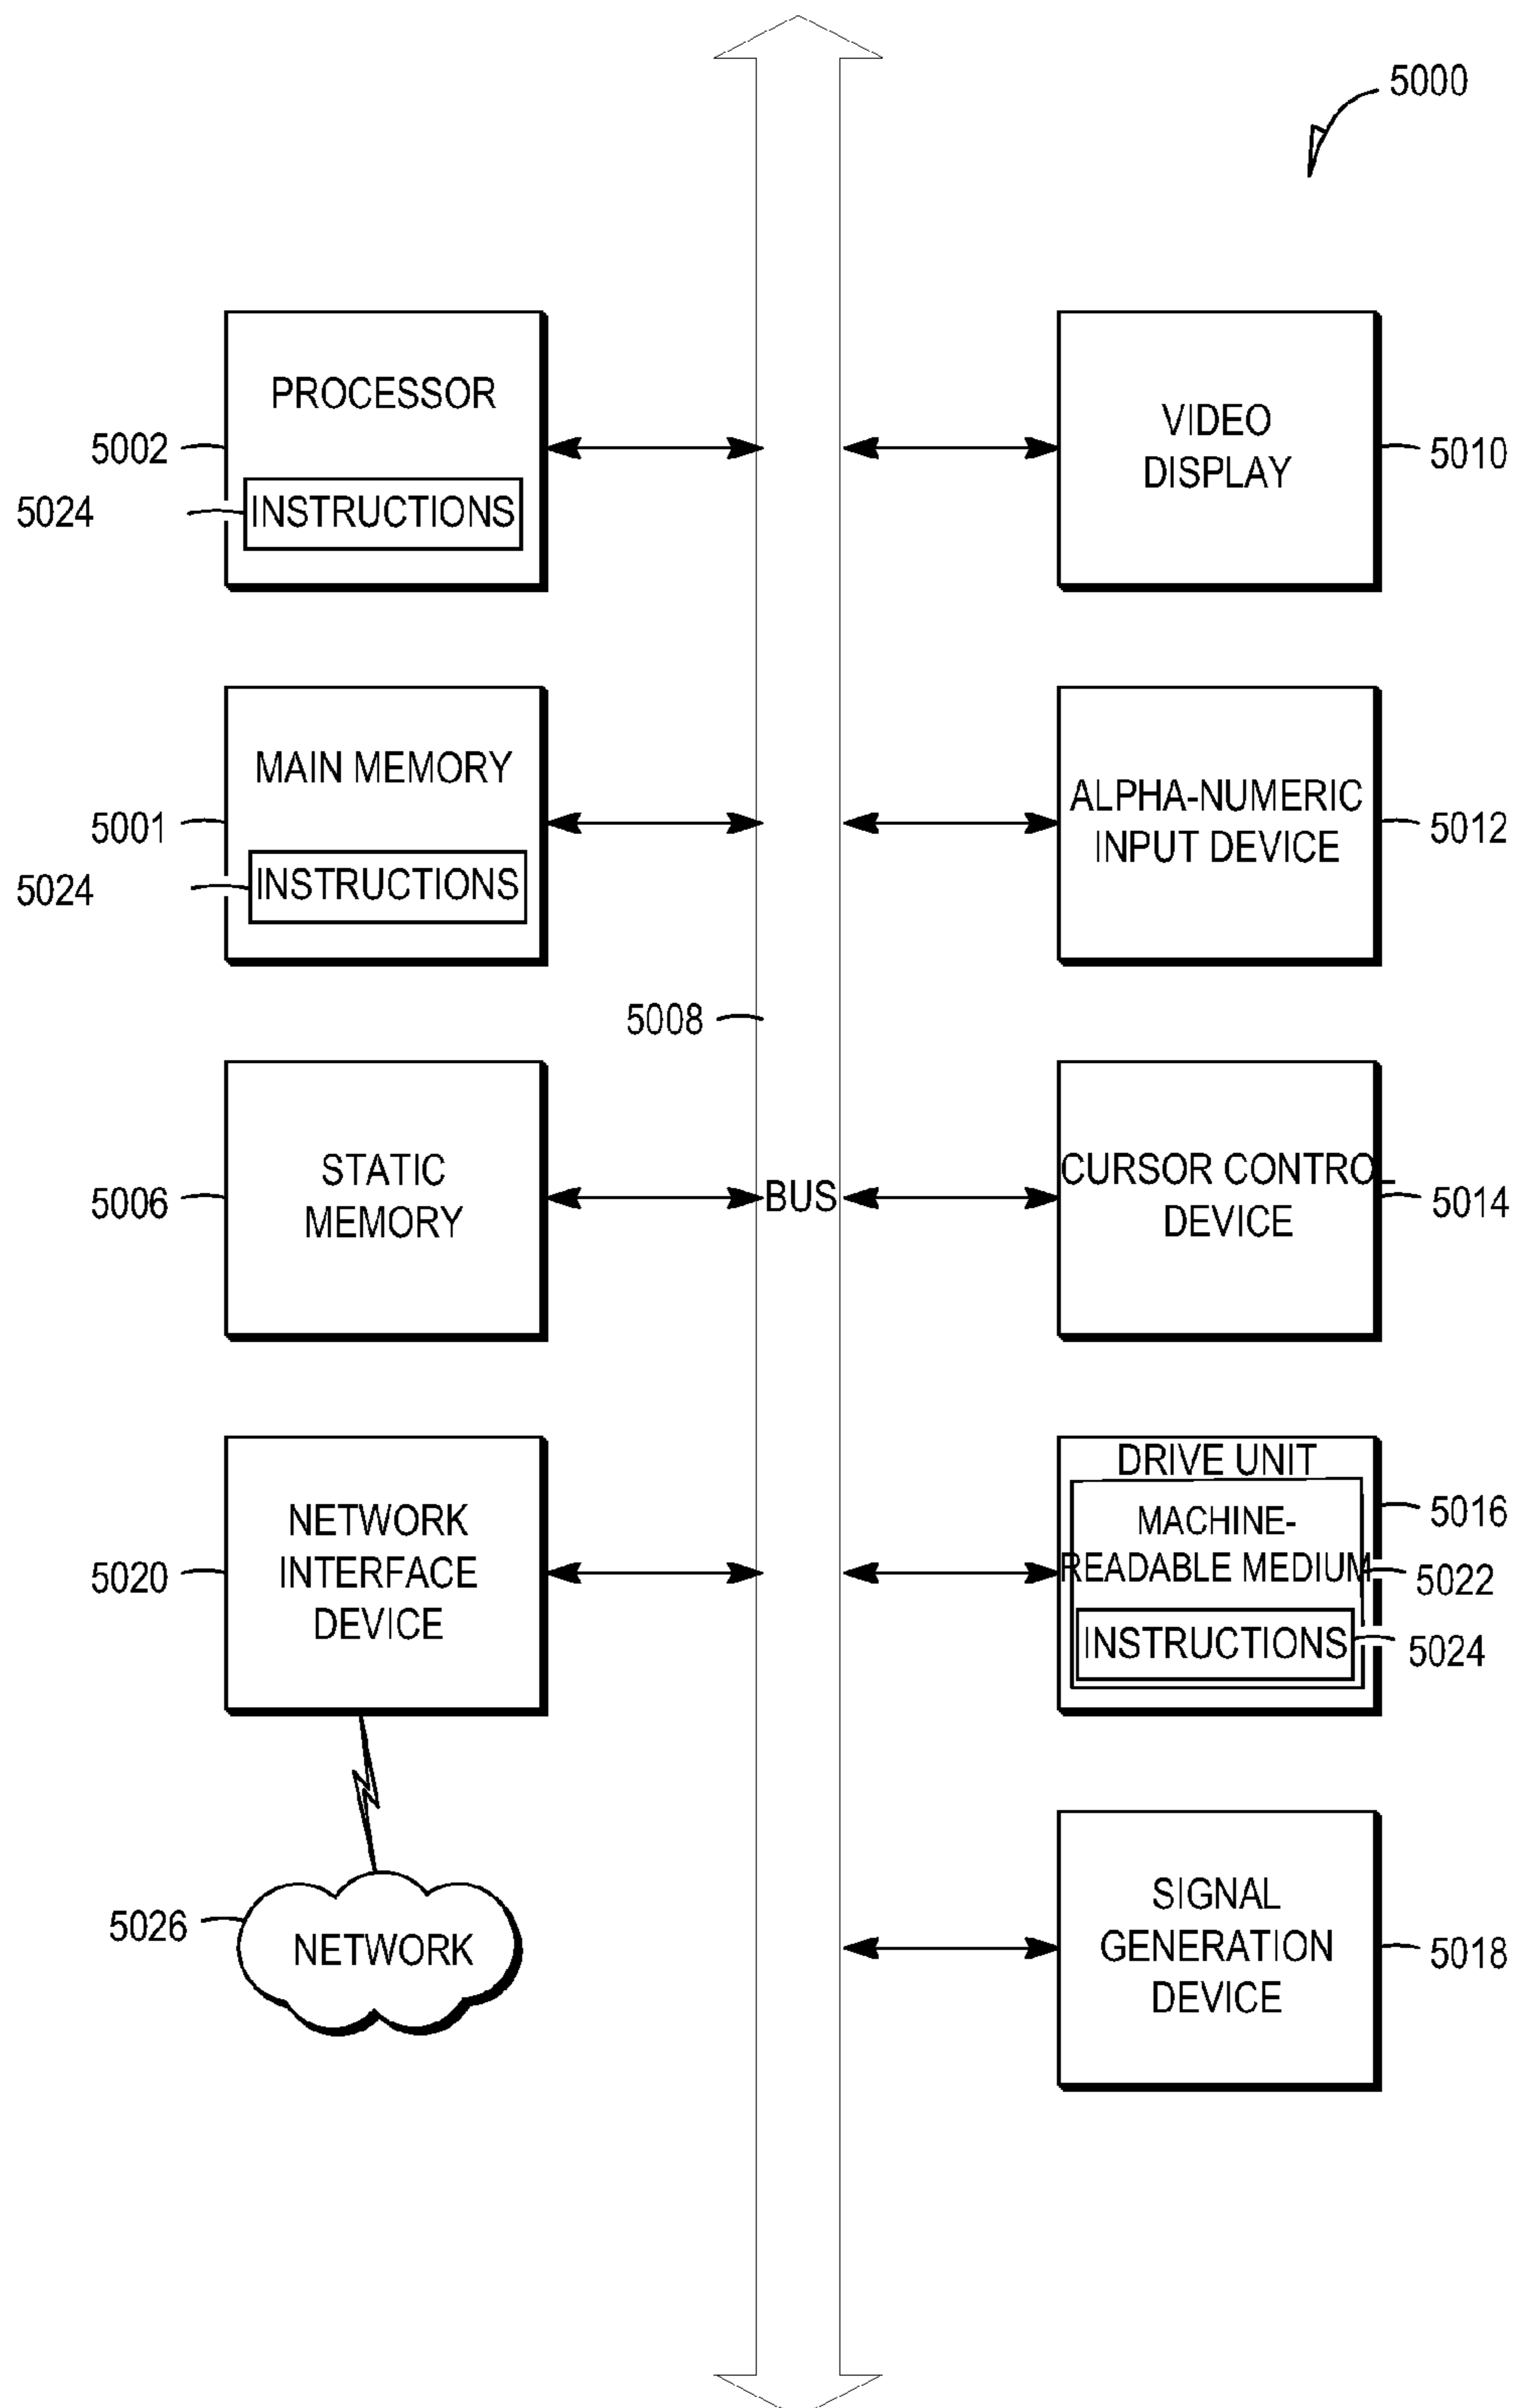 5000
PROCESSOR
5002
5024
INSTRUCTIONS
VIDEO
DISPLAY
5010
MAIN MEMORY
5001
5024
INSTRUCTIONS
ALPHA-NUMERIC
INPUT DEVICE
5012
5008
STATIC
MEMORY
5006
BUS
CURSOR CONTROL
DEVICE
5014
NETWORK
INTERFACE
DEVICE
5020
DRIVE UNIT
5016
MACHINE-
READABLE MEDIUM
5022
INSTRUCTIONS
5024
5026
NETWORK
SIGNAL
GENERATION
DEVICE
5018